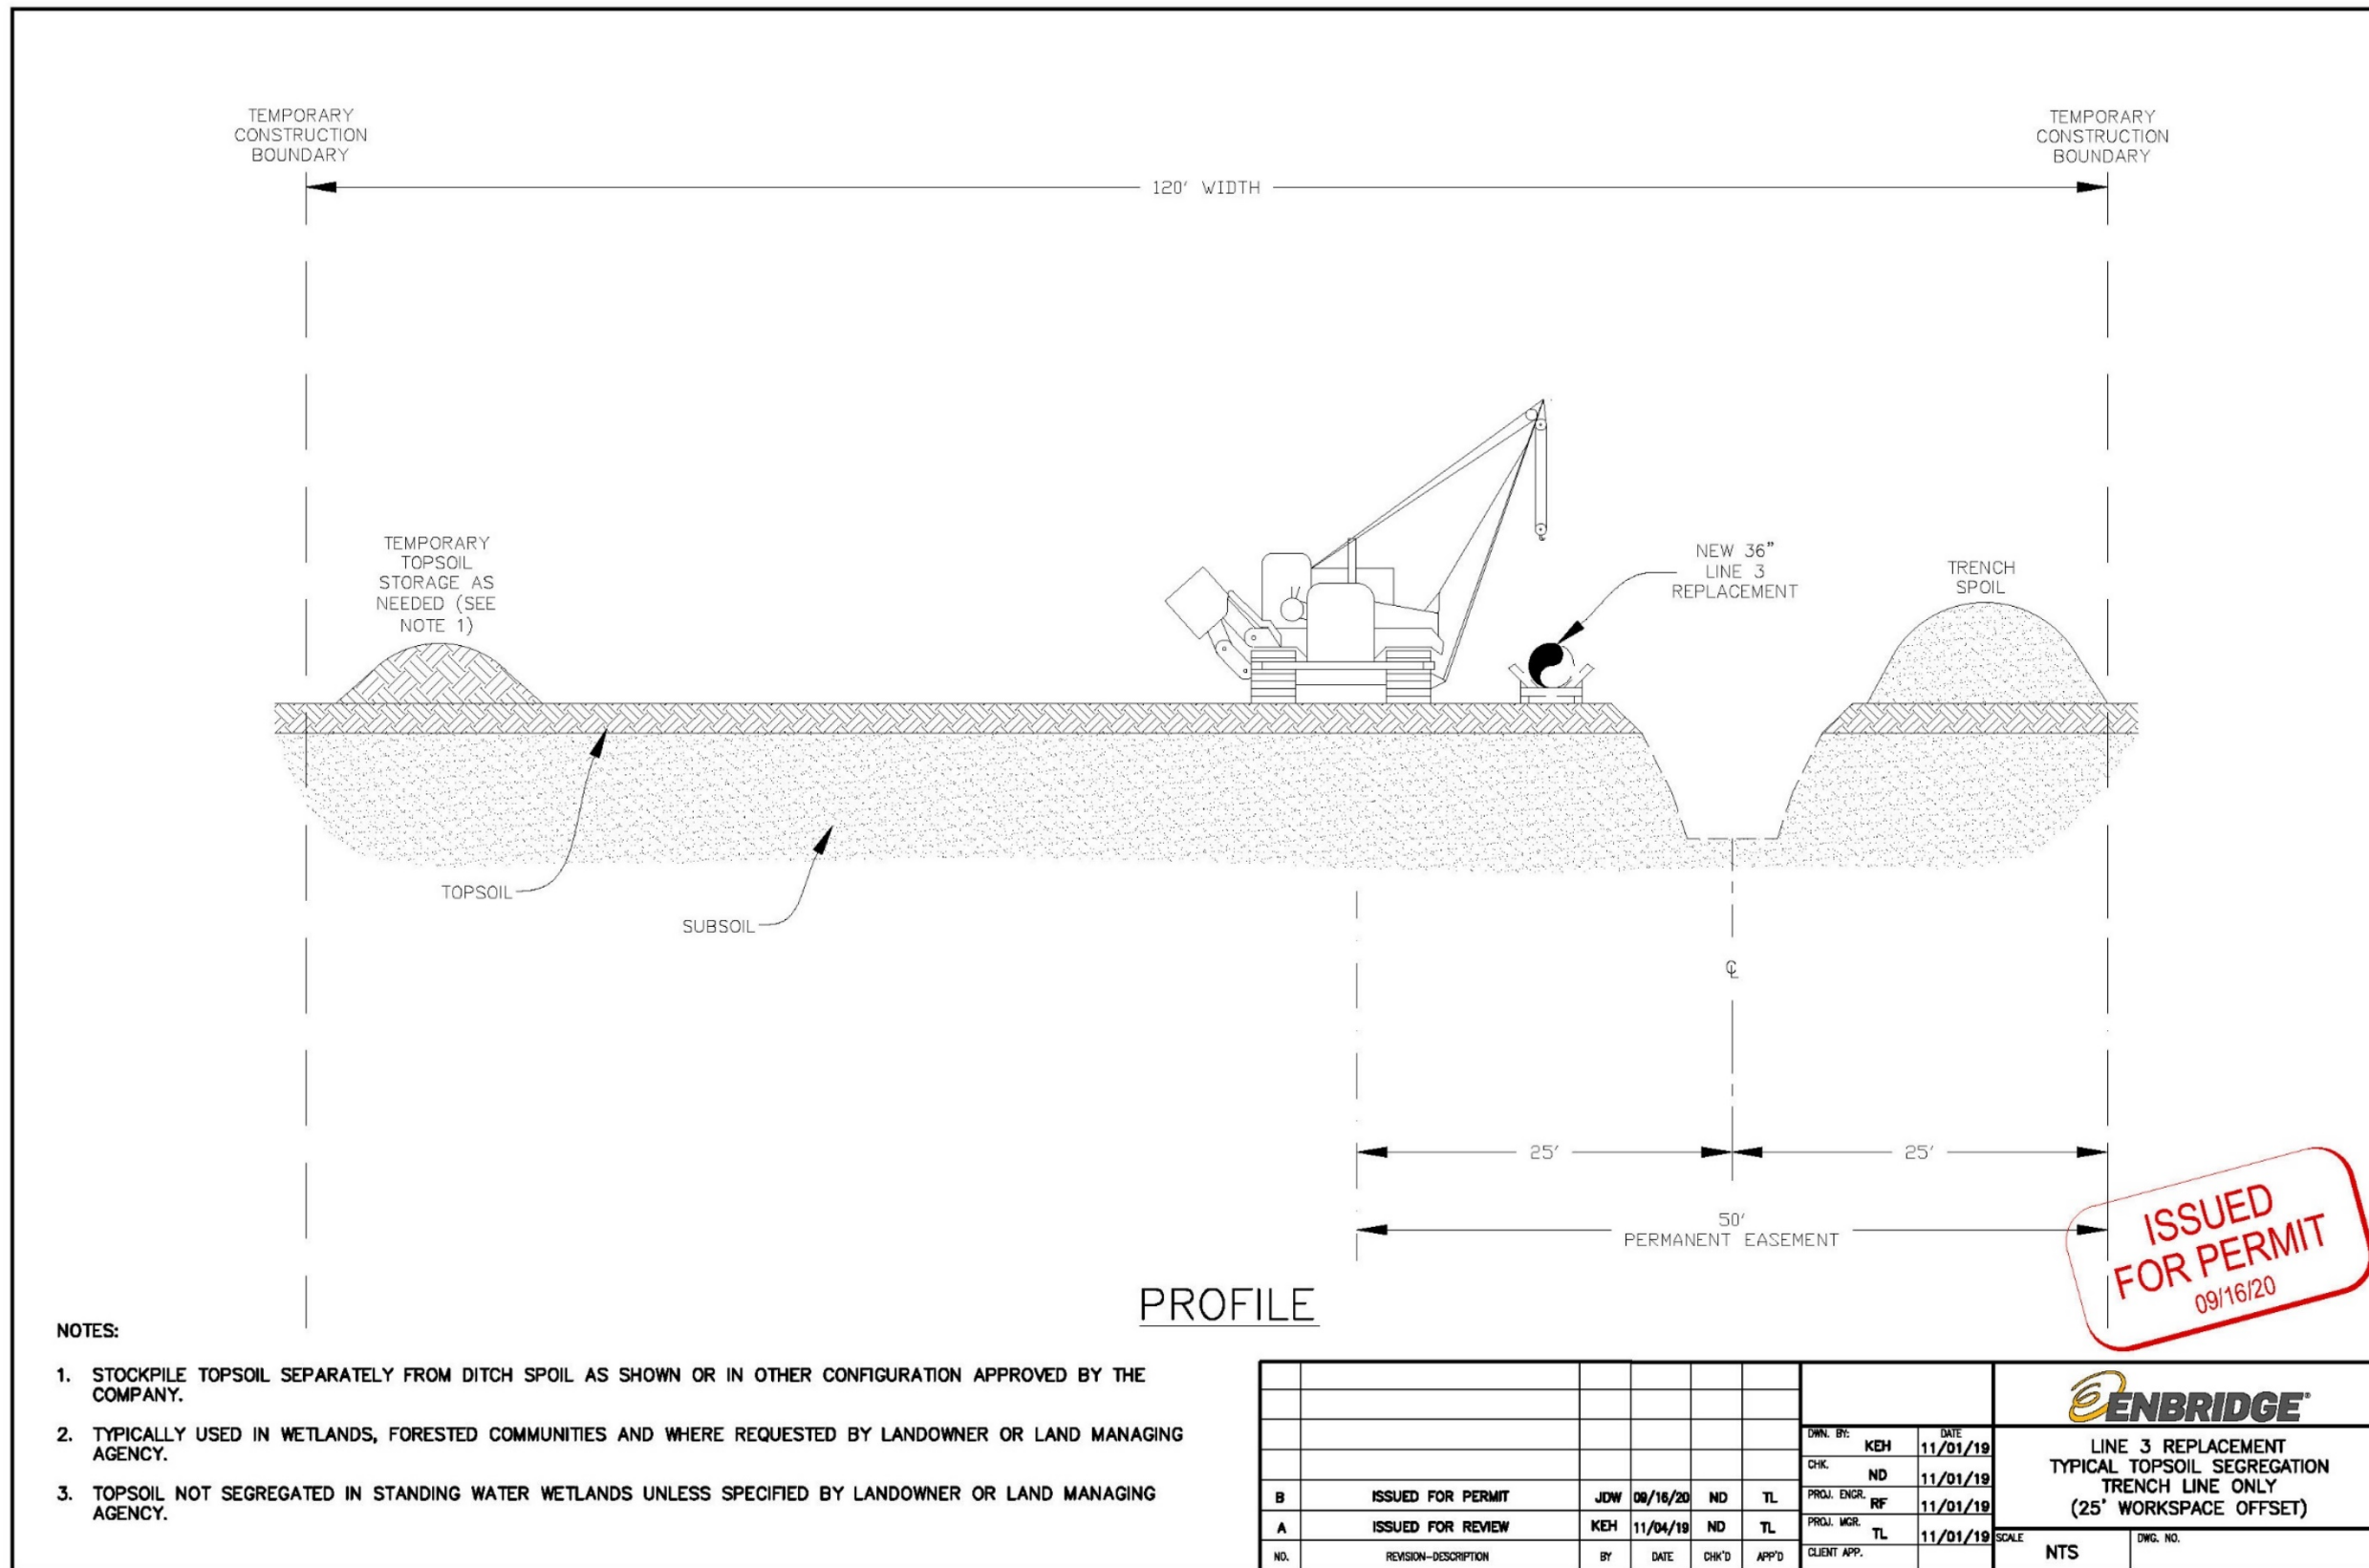 TEMPORARY
CONSTRUCTION
BOUNDARY
TEMPORARY
CONSTRUCTION
BOUNDARY
120' WIDTH
TEMPORARY
TOPSOIL
STORAGE AS
NEEDED (SEE
NOTE 1)
NEW 36"
LINE 3
REPLACEMENT
TRENCH
SPOIL
TOPSOIL
SUBSOIL
℄
25'
25'
50'
PERMANENT EASEMENT
ISSUED
FOR PERMIT
09/16/20
PROFILE
NOTES:
1. STOCKPILE TOPSOIL SEPARATELY FROM DITCH SPOIL AS SHOWN OR IN OTHER CONFIGURATION APPROVED BY THE
COMPANY.
2. TYPICALLY USED IN WETLANDS, FORESTED COMMUNITIES AND WHERE REQUESTED BY LANDOWNER OR LAND MANAGING
AGENCY.
3. TOPSOIL NOT SEGREGATED IN STANDING WATER WETLANDS UNLESS SPECIFIED BY LANDOWNER OR LAND MANAGING
AGENCY.
B ISSUED FOR PERMIT JDW 09/16/20 ND TL
A ISSUED FOR REVIEW KEH 11/04/19 ND TL
NO. REVISION-DESCRIPTION BY DATE CHK'D APP'D
DWN. BY: KEH DATE 11/01/19
CHK. ND 11/01/19
PROJ. ENGR. RF 11/01/19
PROJ. MGR. TL 11/01/19
CLIENT APP.
ENBRIDGE®
LINE 3 REPLACEMENT
TYPICAL TOPSOIL SEGREGATION
TRENCH LINE ONLY
(25' WORKSPACE OFFSET)
SCALE NTS
DWG. NO.